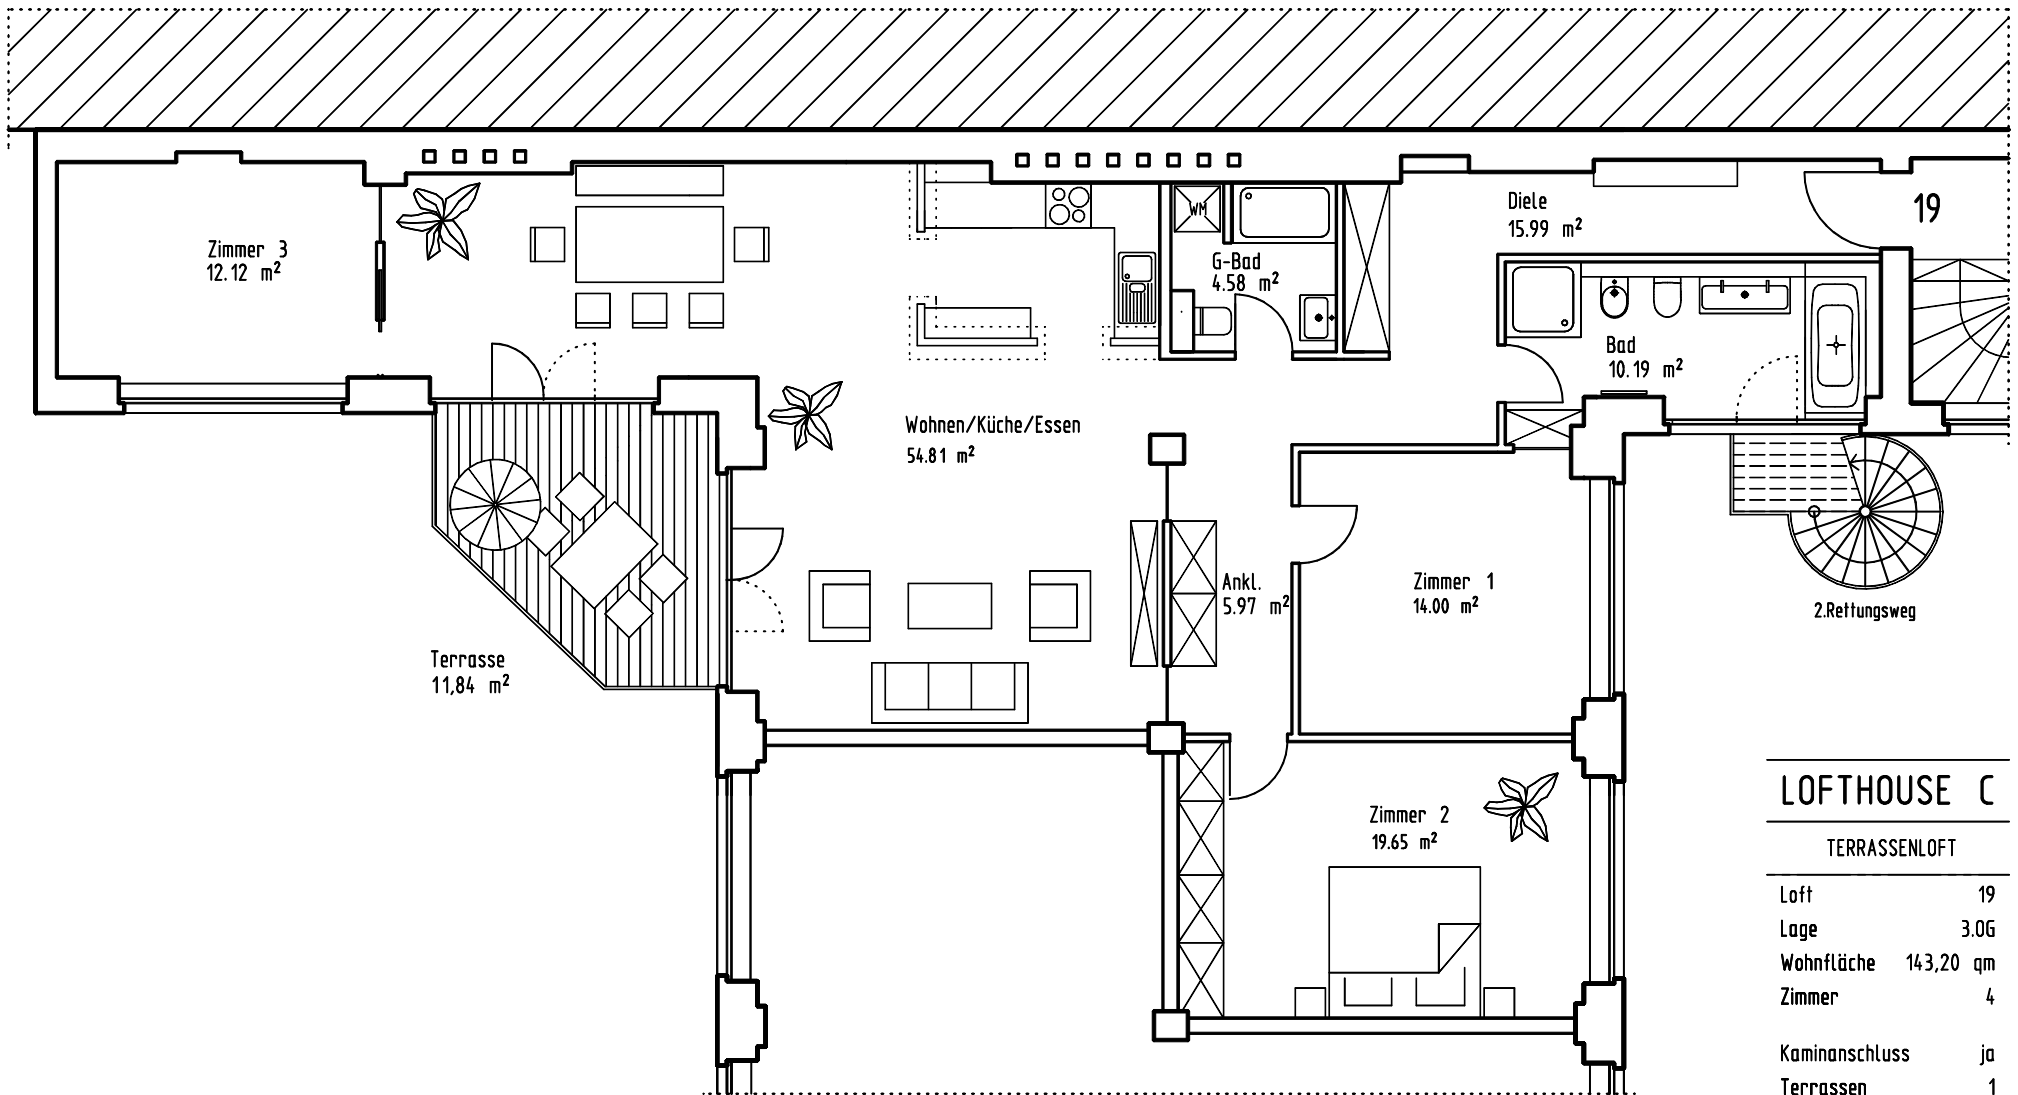 Zimmer 3
12.12 m²
WM
G-Bad
4.58 m²
Diele
15.99 m²
19
Bad
10.19 m²
Wohnen/Küche/Essen
54.81 m²
Ankl.
5.97 m²
Zimmer 1
14.00 m²
2.Rettungsweg
Terrasse
11,84 m²
Zimmer 2
19.65 m²
LOFTHOUSE C
TERRASSENLOFT
Loft 19
Lage 3.OG
Wohnfläche 143,20 qm
Zimmer 4
Kaminanschluss ja
Terrassen 1